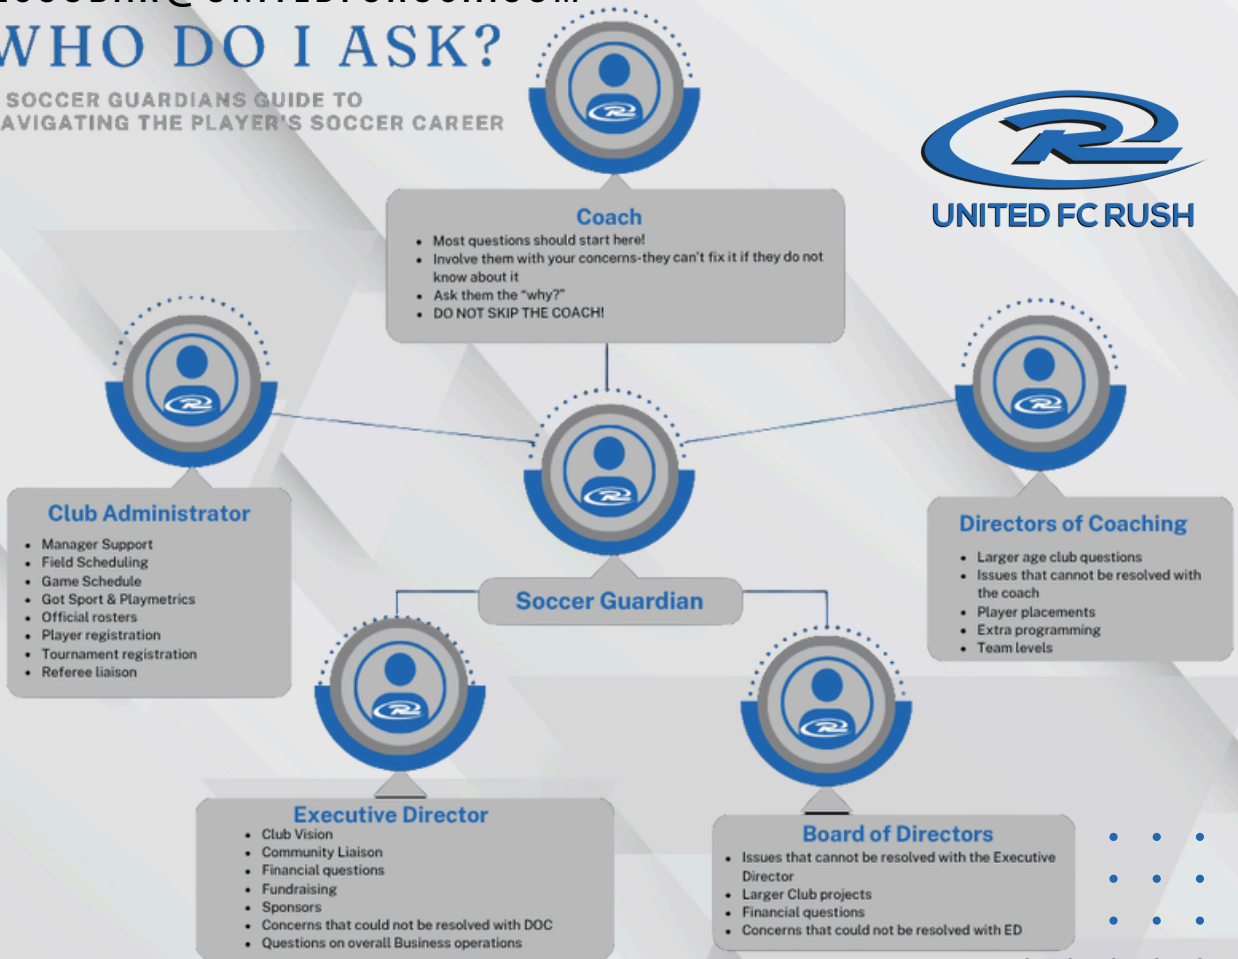 WHO DO I ASK?
SOCCER GUARDIANS GUIDE TO
THE PLAYER'S SOCCER CAREER
UNITED FC RUSH
Coach
• Most questions should start here!
• Involve them with your concerns-they can't fix it if they do not
know about it
• Ask them the “why?”
• DO NOT SKIP THE COACH!
Club Administrator
• Manager Support
• Field Scheduling
• Game Schedule
• Got Sport & Playmetrics
• Official rosters
• Player registration
• Tournament registration
• Referee liaison
Soccer Guardian
Directors of Coaching
• Larger age club questions
• Issues that cannot be resolved with
the coach
• Player placements
• Extra programming
• Team levels
Executive Director
• Club Vision
• Community Liaison
• Financial questions
• Fundraising
• Sponsors
• Concerns that could not be resolved with DOC
• Questions on overall Business operations
Board of Directors
• Issues that cannot be resolved with the Executive
Director
• Larger Club projects
• Financial questions
• Concerns that could not be resolved with ED